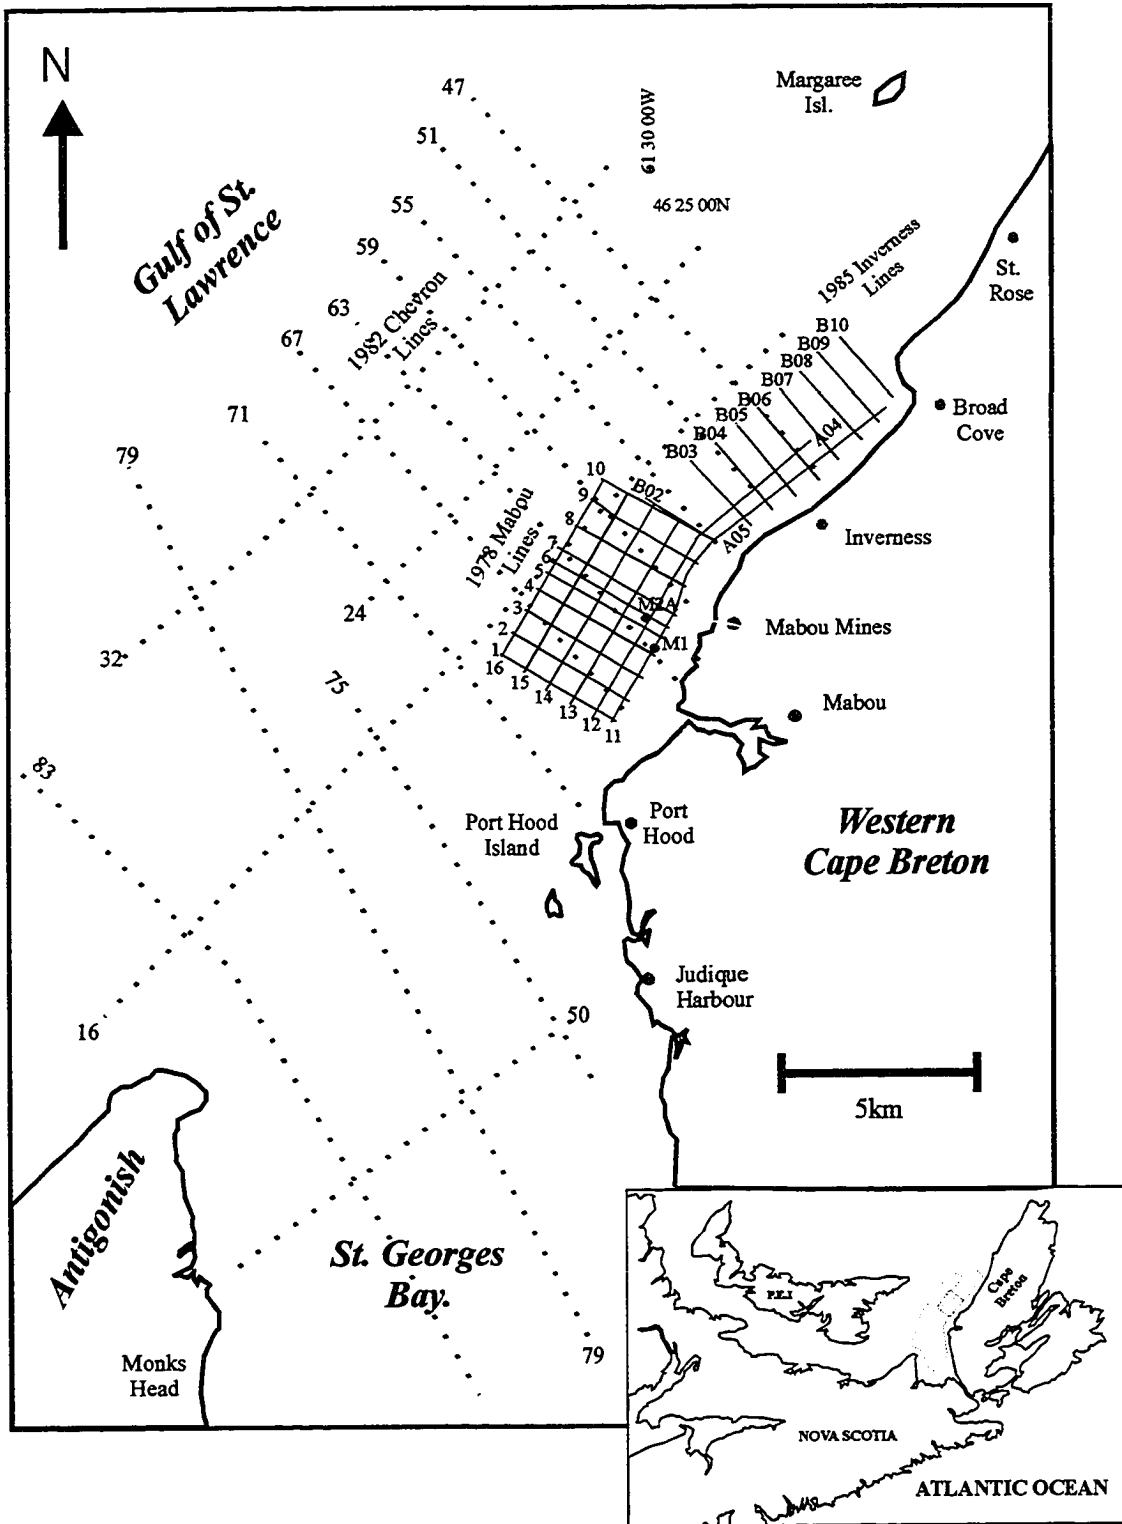 N
47
51
55
59
63
67
71
79
Margaree
Isl.
61 30 00W
46 25 00N
Gulf of St.
Lawrence
1982 Chevron
Lines
1985 Inverness
Lines
St.
Rose
B10
B09
B08
B07
B06
B05
B04
B03
B02
A04
A05
Broad
Cove
Inverness
1978 Mabou
Lines
10
9
8
7
6
5
4
3
2
1
16
15
14
13
12
11
M2A
M1
Mabou Mines
Mabou
24
32
75
83
Port Hood
Island
Port
Hood
Western
Cape Breton
Judique
Harbour
50
16
5km
Antigonish
St. Georges
Bay.
Monks
Head
79
P.E.I
Cape
Breton
NOVA SCOTIA
ATLANTIC OCEAN